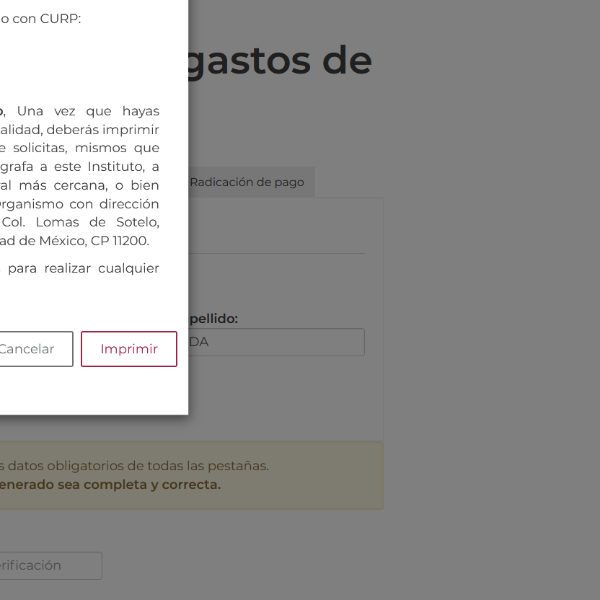 o con CURP:
gastos de
o, Una vez que hayas
alidad, deberás imprimir
e solicitas, mismos que
grafa a este Instituto, a
al más cercana, o bien
Organismo con dirección
Col. Lomas de Sotelo,
ad de México, CP 11200.
para realizar cualquier
Radicación de pago
pellido:
DA
Cancelar
Imprimir
s datos obligatorios de todas las pestañas.
enerado sea completa y correcta.
rificación